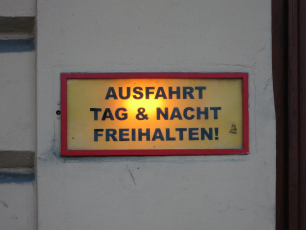 AUSFAHRT
TAG & NACHT
FREIHALTEN!